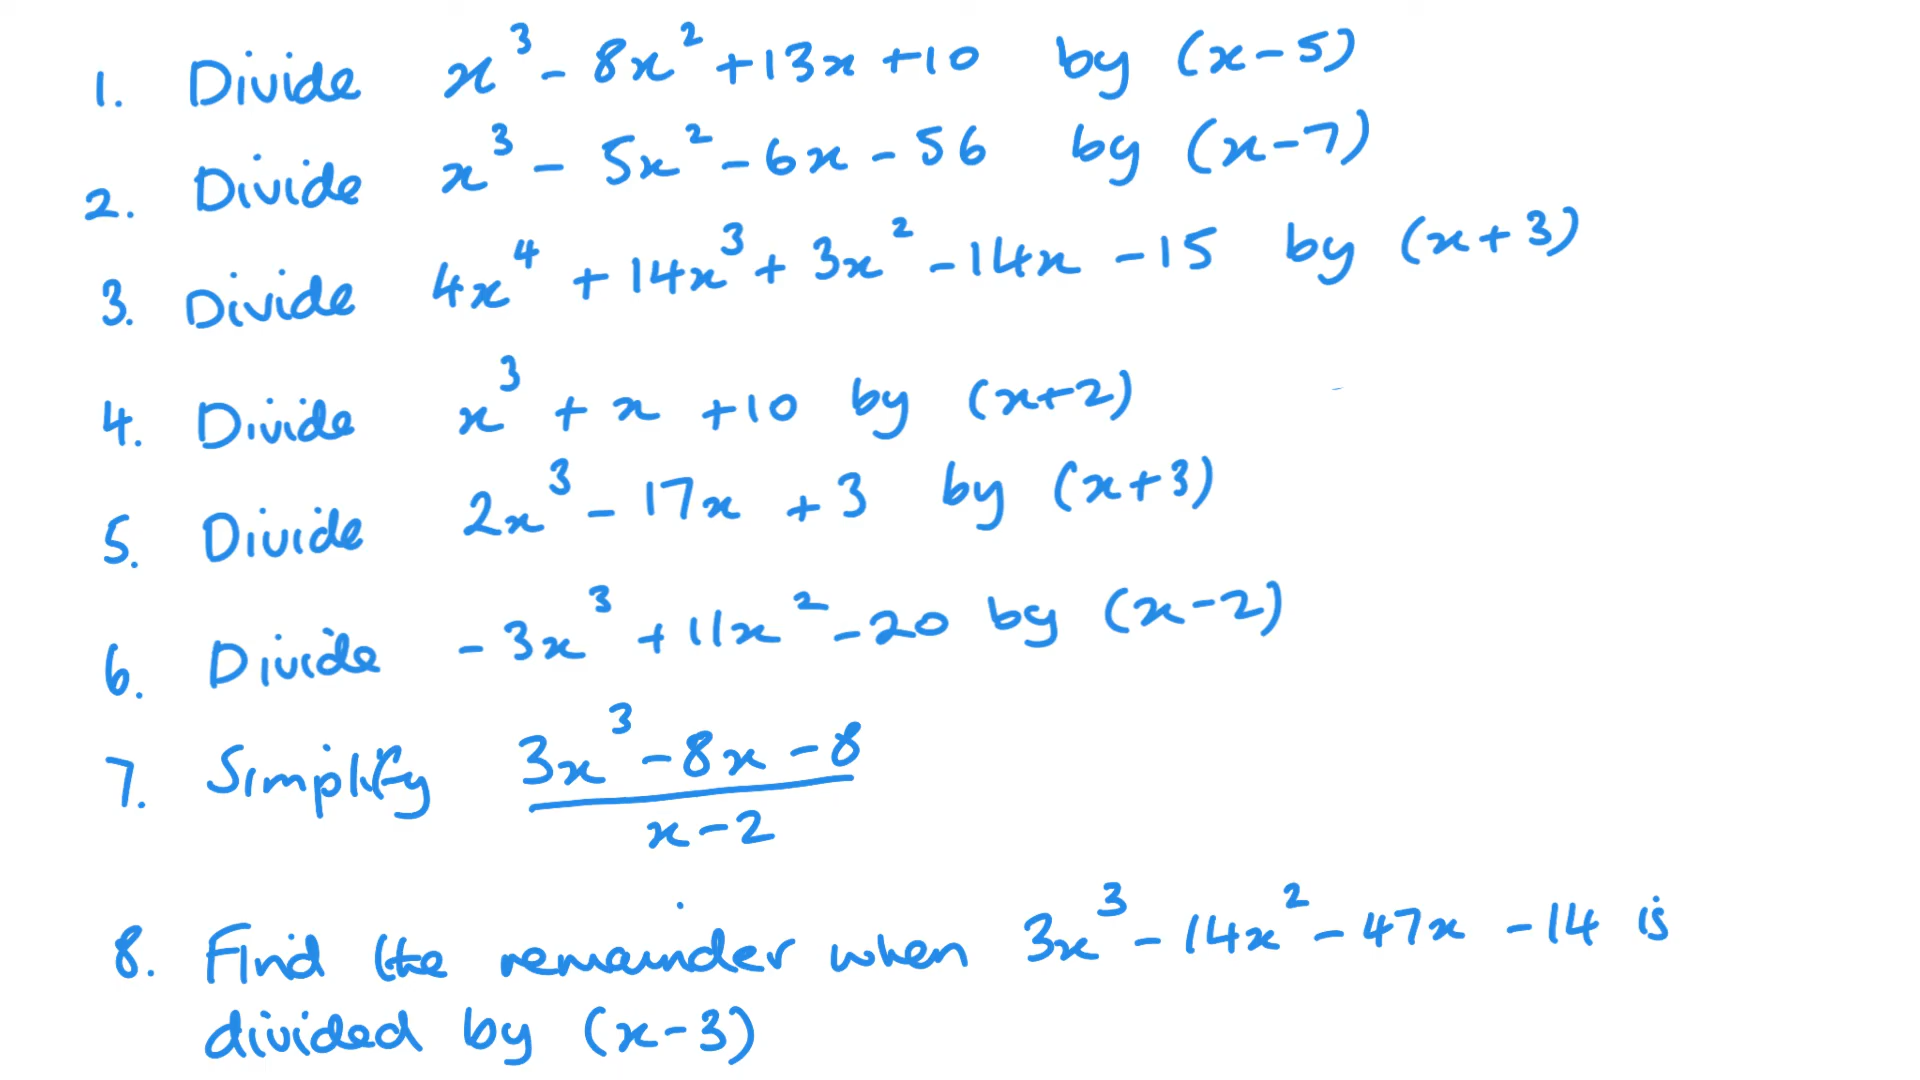 1. Divide x³ - 8x² + 13x + 10 by (x-5)
2. Divide x³ - 5x² - 6x - 56 by (x-7)
3. Divide 4x⁴ + 14x³ + 3x² - 14x - 15 by (x+3)
4. Divide x³ + x + 10 by (x+2)
5. Divide 2x³ - 17x + 3 by (x+3)
6. Divide -3x³ + 11x² - 20 by (x-2)
7. Simplify (3x³ - 8x - 8)/(x-2)
8. Find the remainder when 3x³ - 14x² - 47x - 14 is
divided by (x-3)